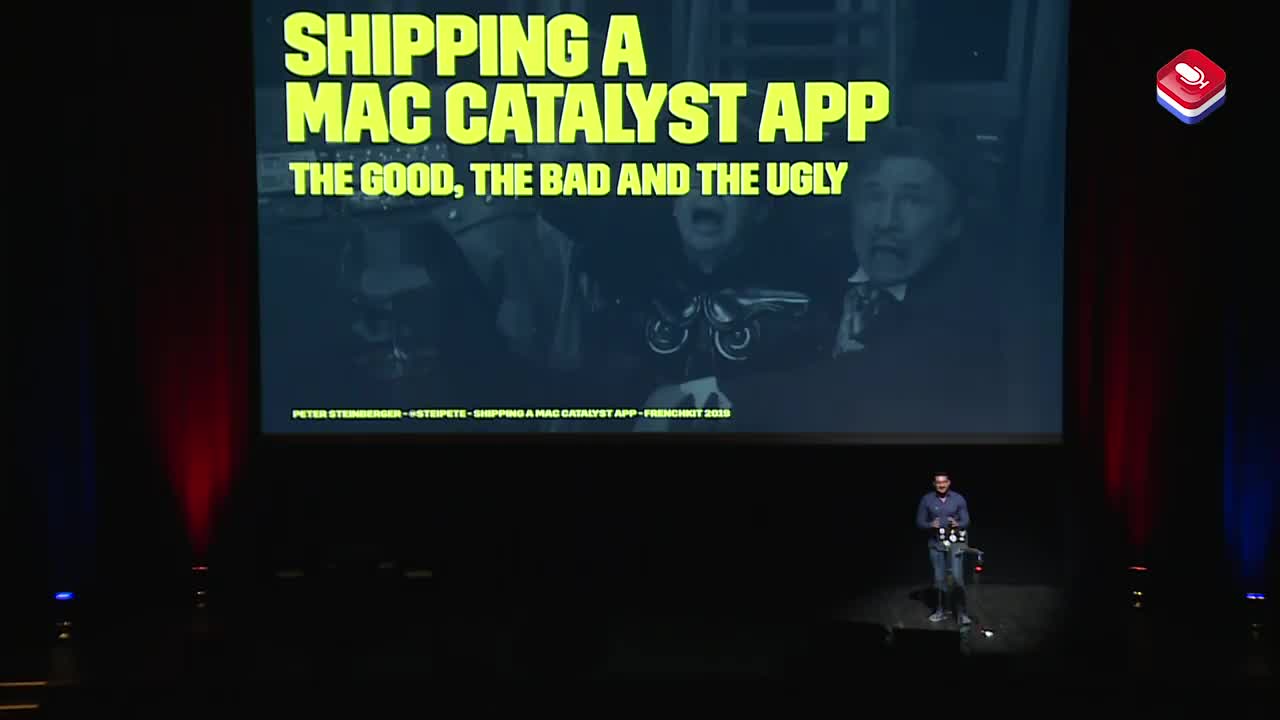 SHIPPING A
MAC CATALYST APP
THE GOOD, THE BAD AND THE UGLY
PETER STEINBERGER - @STEIPETE - SHIPPING A MAC CATALYST APP - FRENCHKIT 2019